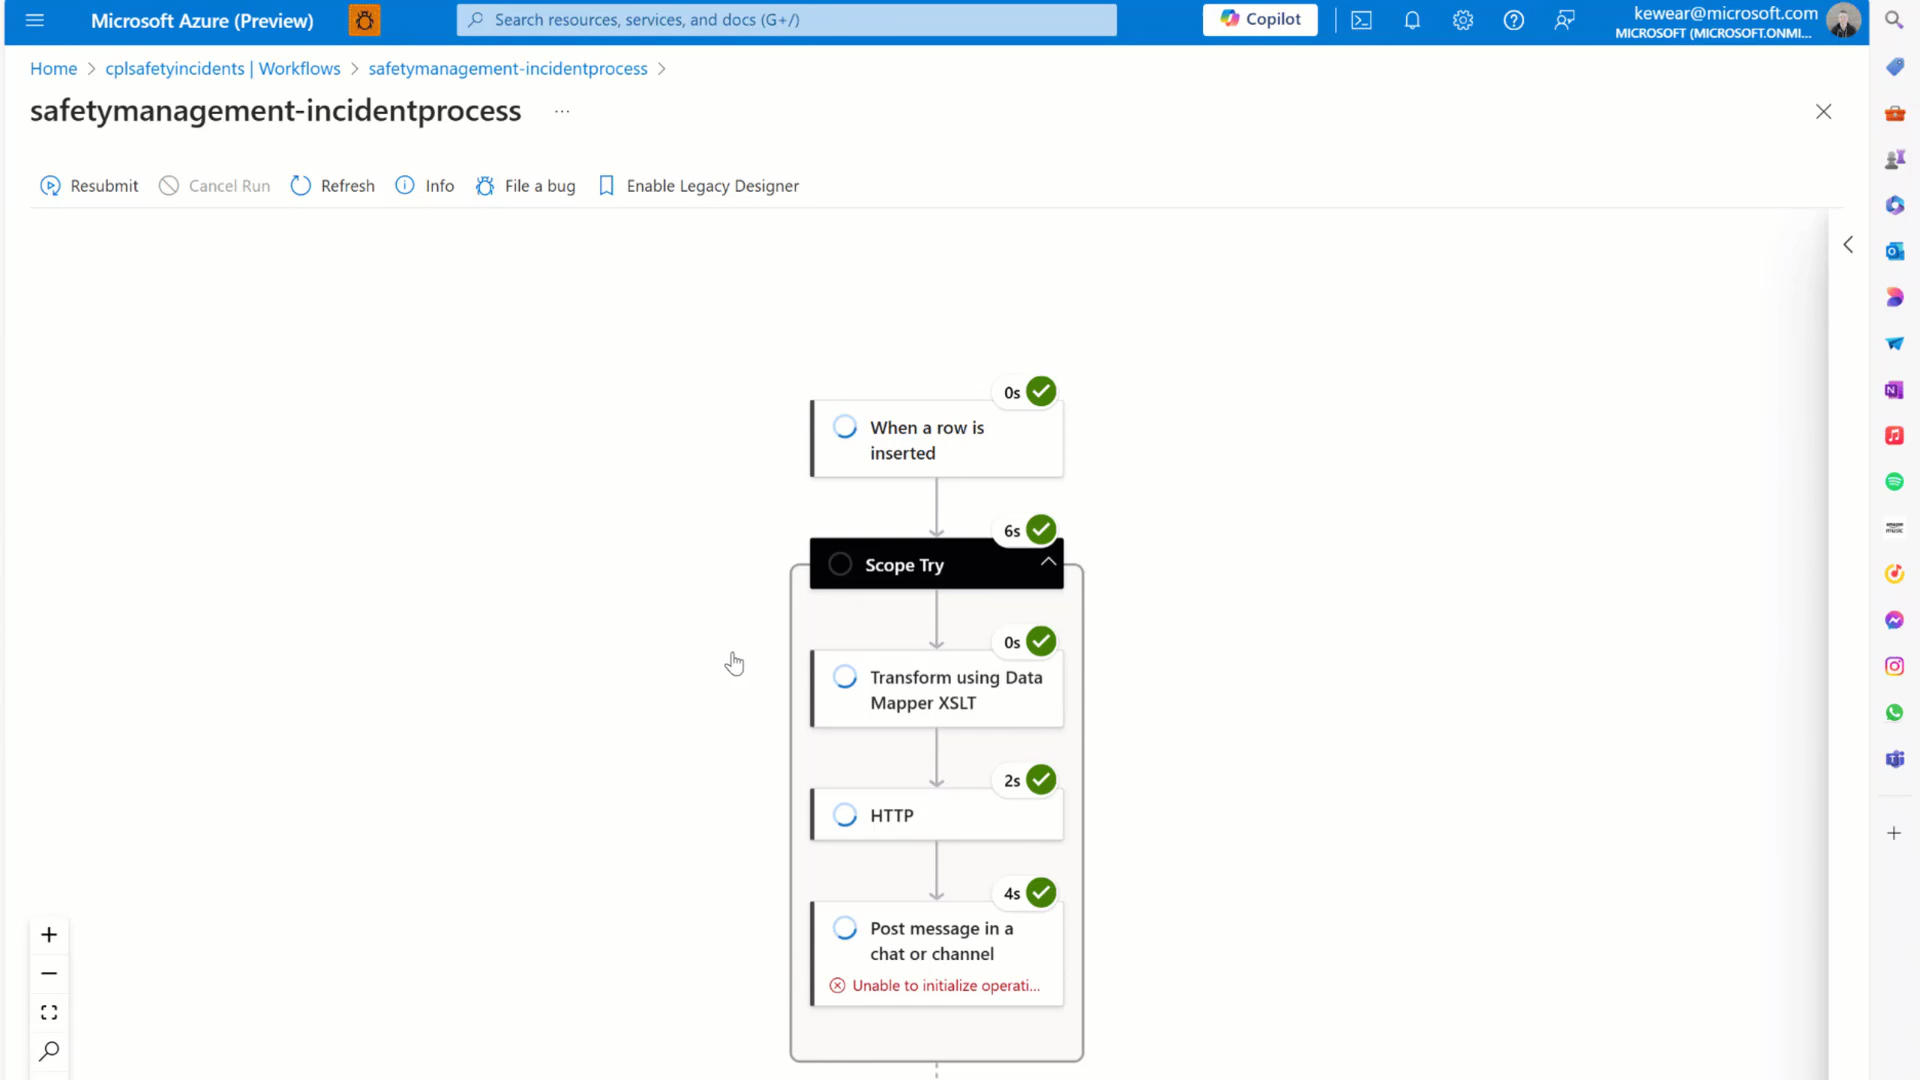 Microsoft Azure (Preview)
Search resources, services, and docs (G+/)
Copilot
kewear@microsoft.com
MICROSOFT (MICROSOFT.ONMI...
Home > cplsafetyincidents | Workflows > safetymanagement-incidentprocess >
safetymanagement-incidentprocess ...
Resubmit
Cancel Run
Refresh
Info
File a bug
Enable Legacy Designer
0s
When a row is
inserted
6s
Scope Try
0s
Transform using Data
Mapper XSLT
2s
HTTP
4s
Post message in a
chat or channel
Unable to initialize operati...